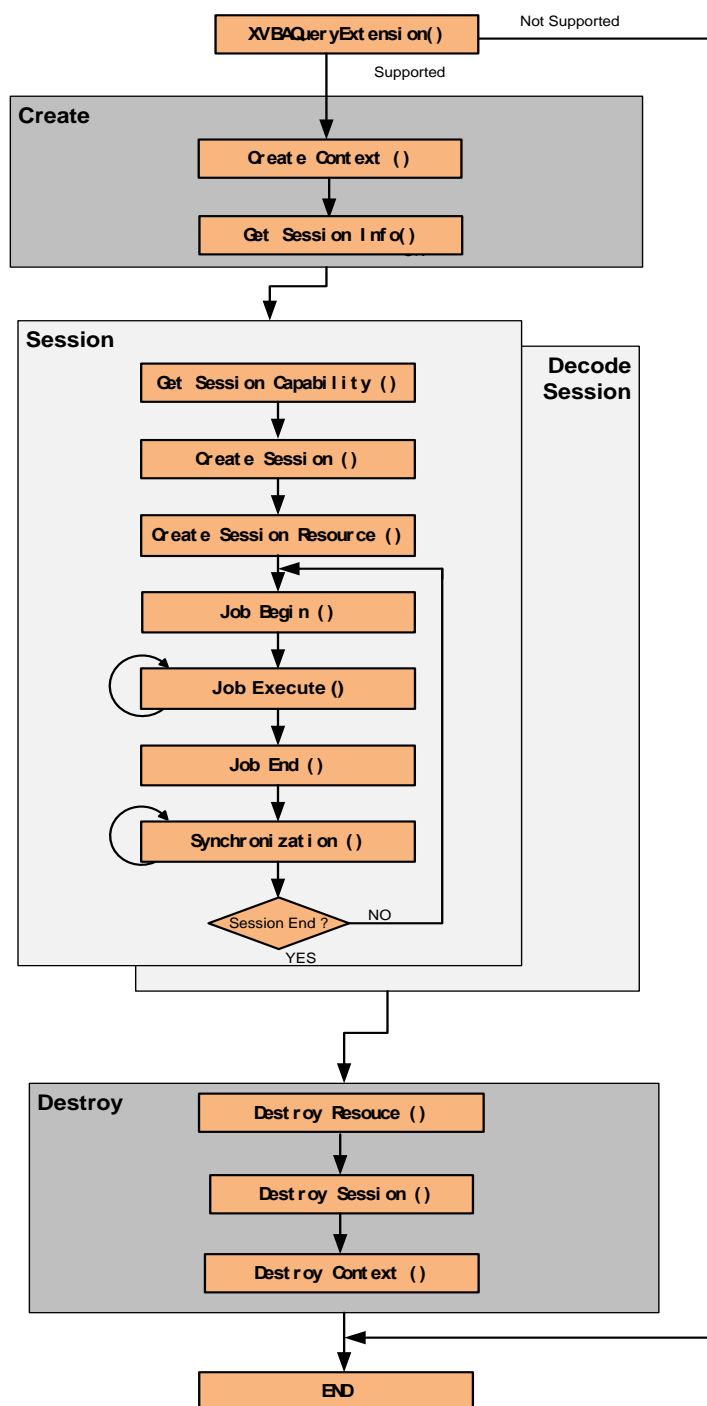 XVBAQueryExtension()
Not Supported
Supported
Create
Create Context ()
Get Session Info()
Session
Decode
Session
Get Session Capability ()
Create Session ()
Create Session Resource ()
Job Begin ()
Job Execute()
Job End ()
Synchronization ()
Session End ?
NO
YES
Destroy
Destroy Resouce ()
Destroy Session ()
Destroy Context ()
END